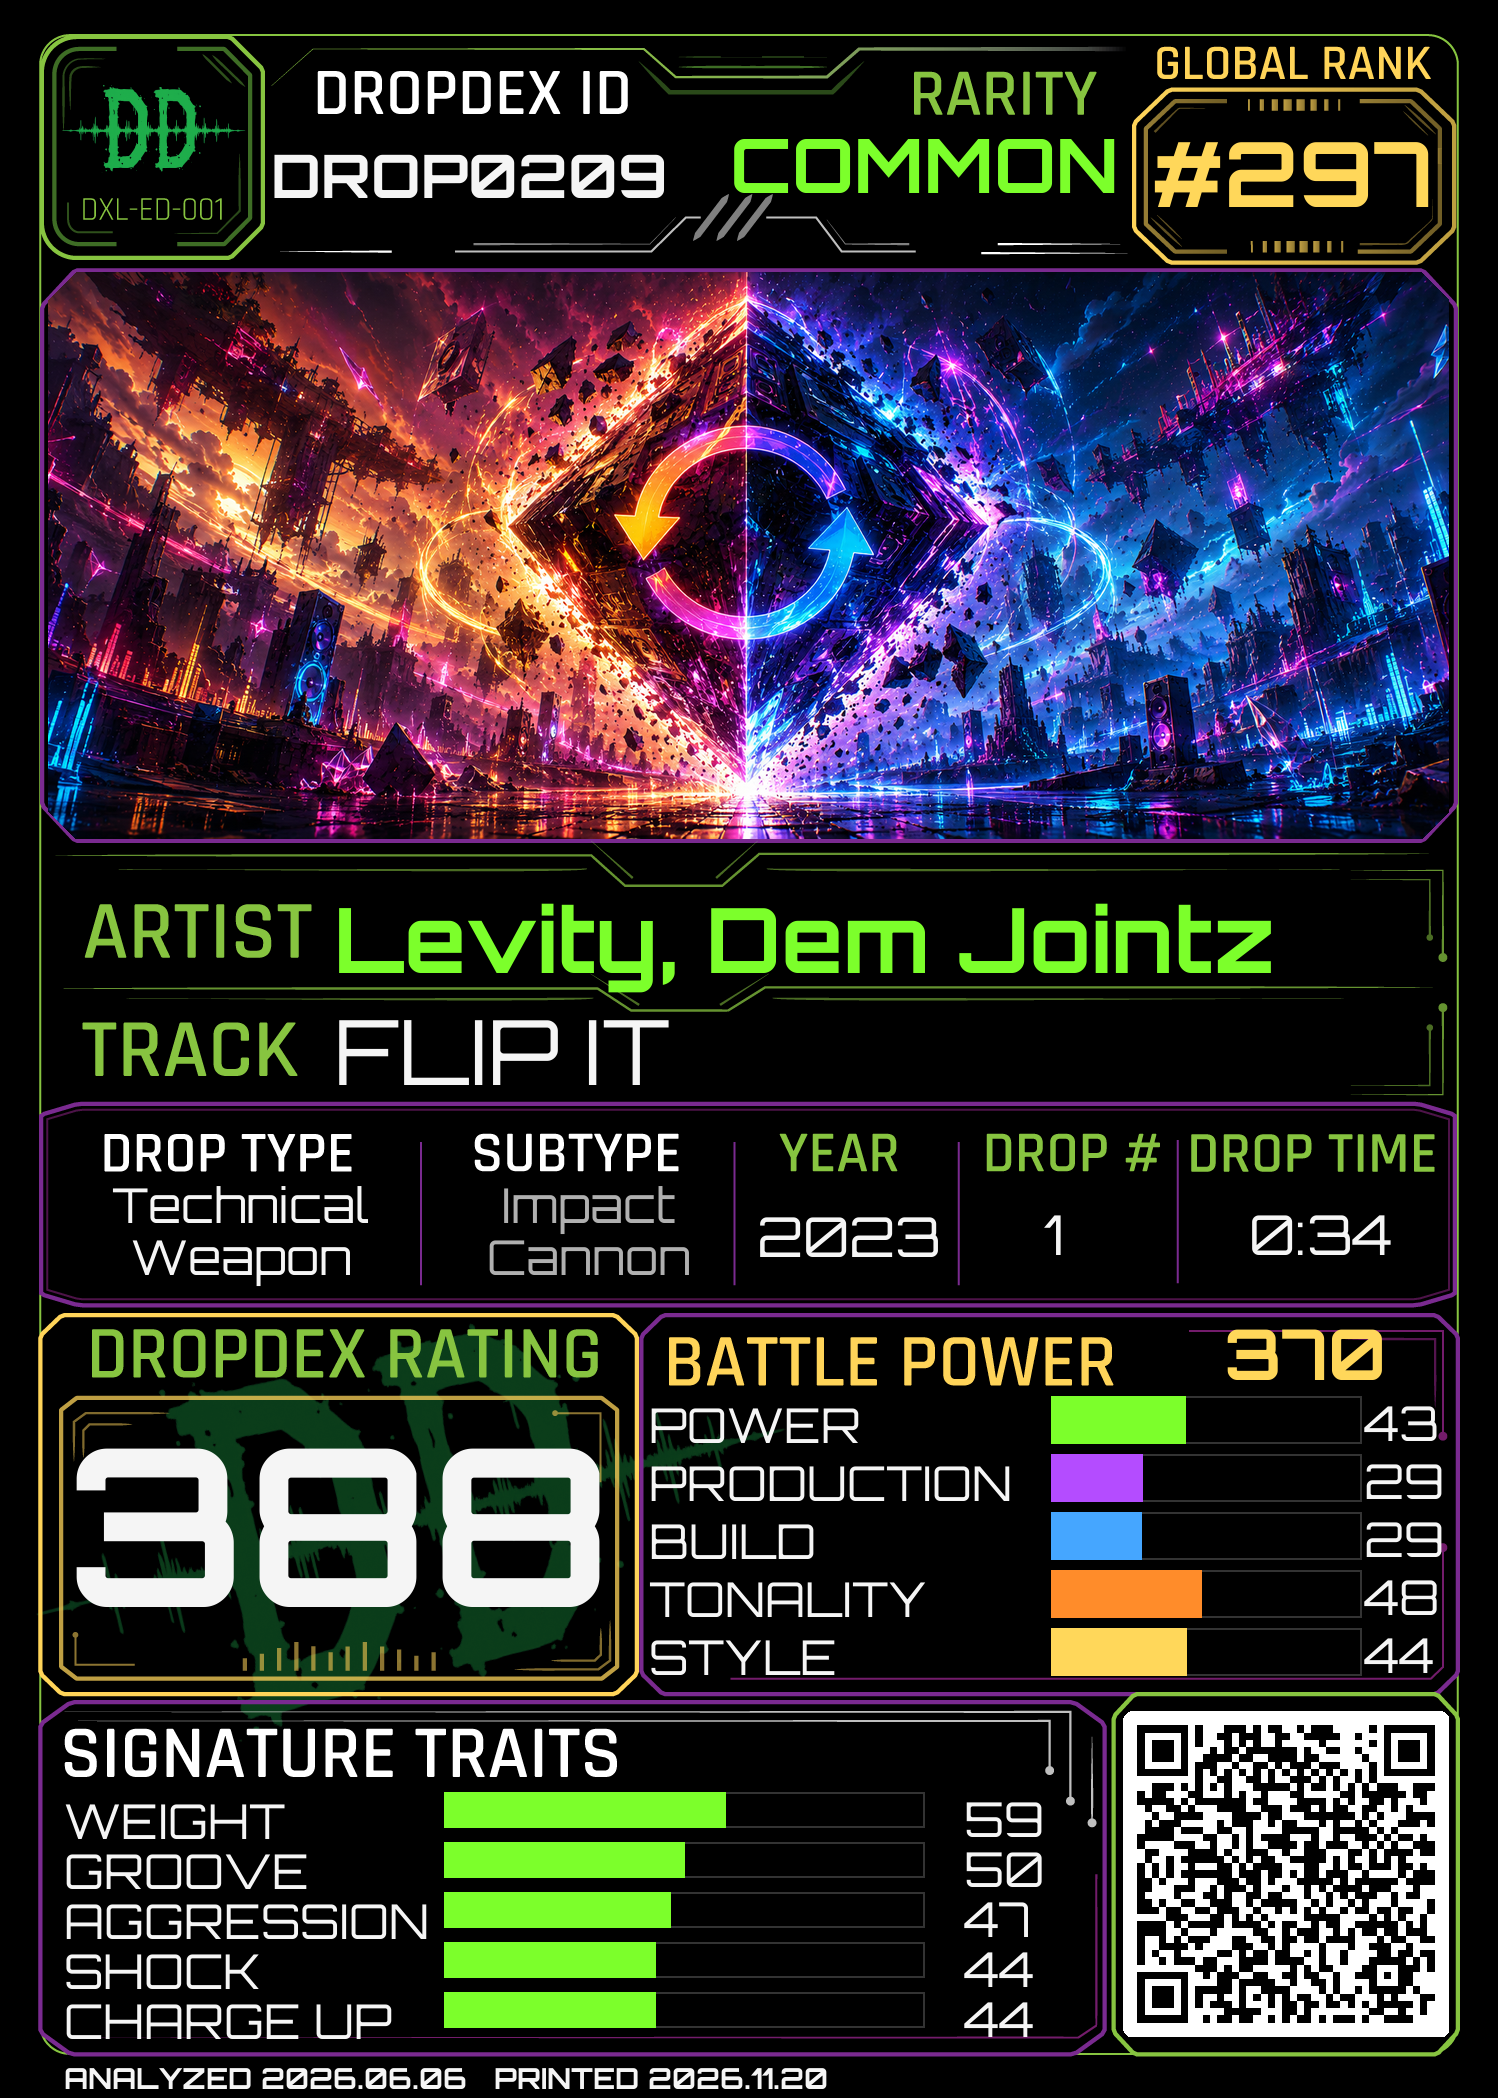 DD
DXL-ED-001
DROPDEX ID
DROP0209
RARITY
COMMON
GLOBAL RANK
#297
ARTIST Levity, Dem Jointz
TRACK FLIP IT
DROP TYPE
Technical
Weapon
SUBTYPE
Impact
Cannon
YEAR
2023
DROP #
1
DROP TIME
0:34
DROPDEX RATING
388
BATTLE POWER 370
POWER 43
PRODUCTION 29
BUILD 29
TONALITY 48
STYLE 44
SIGNATURE TRAITS
WEIGHT 59
GROOVE 50
AGGRESSION 47
SHOCK 44
CHARGE UP 44
ANALYZED 2026.06.06 PRINTED 2026.11.20